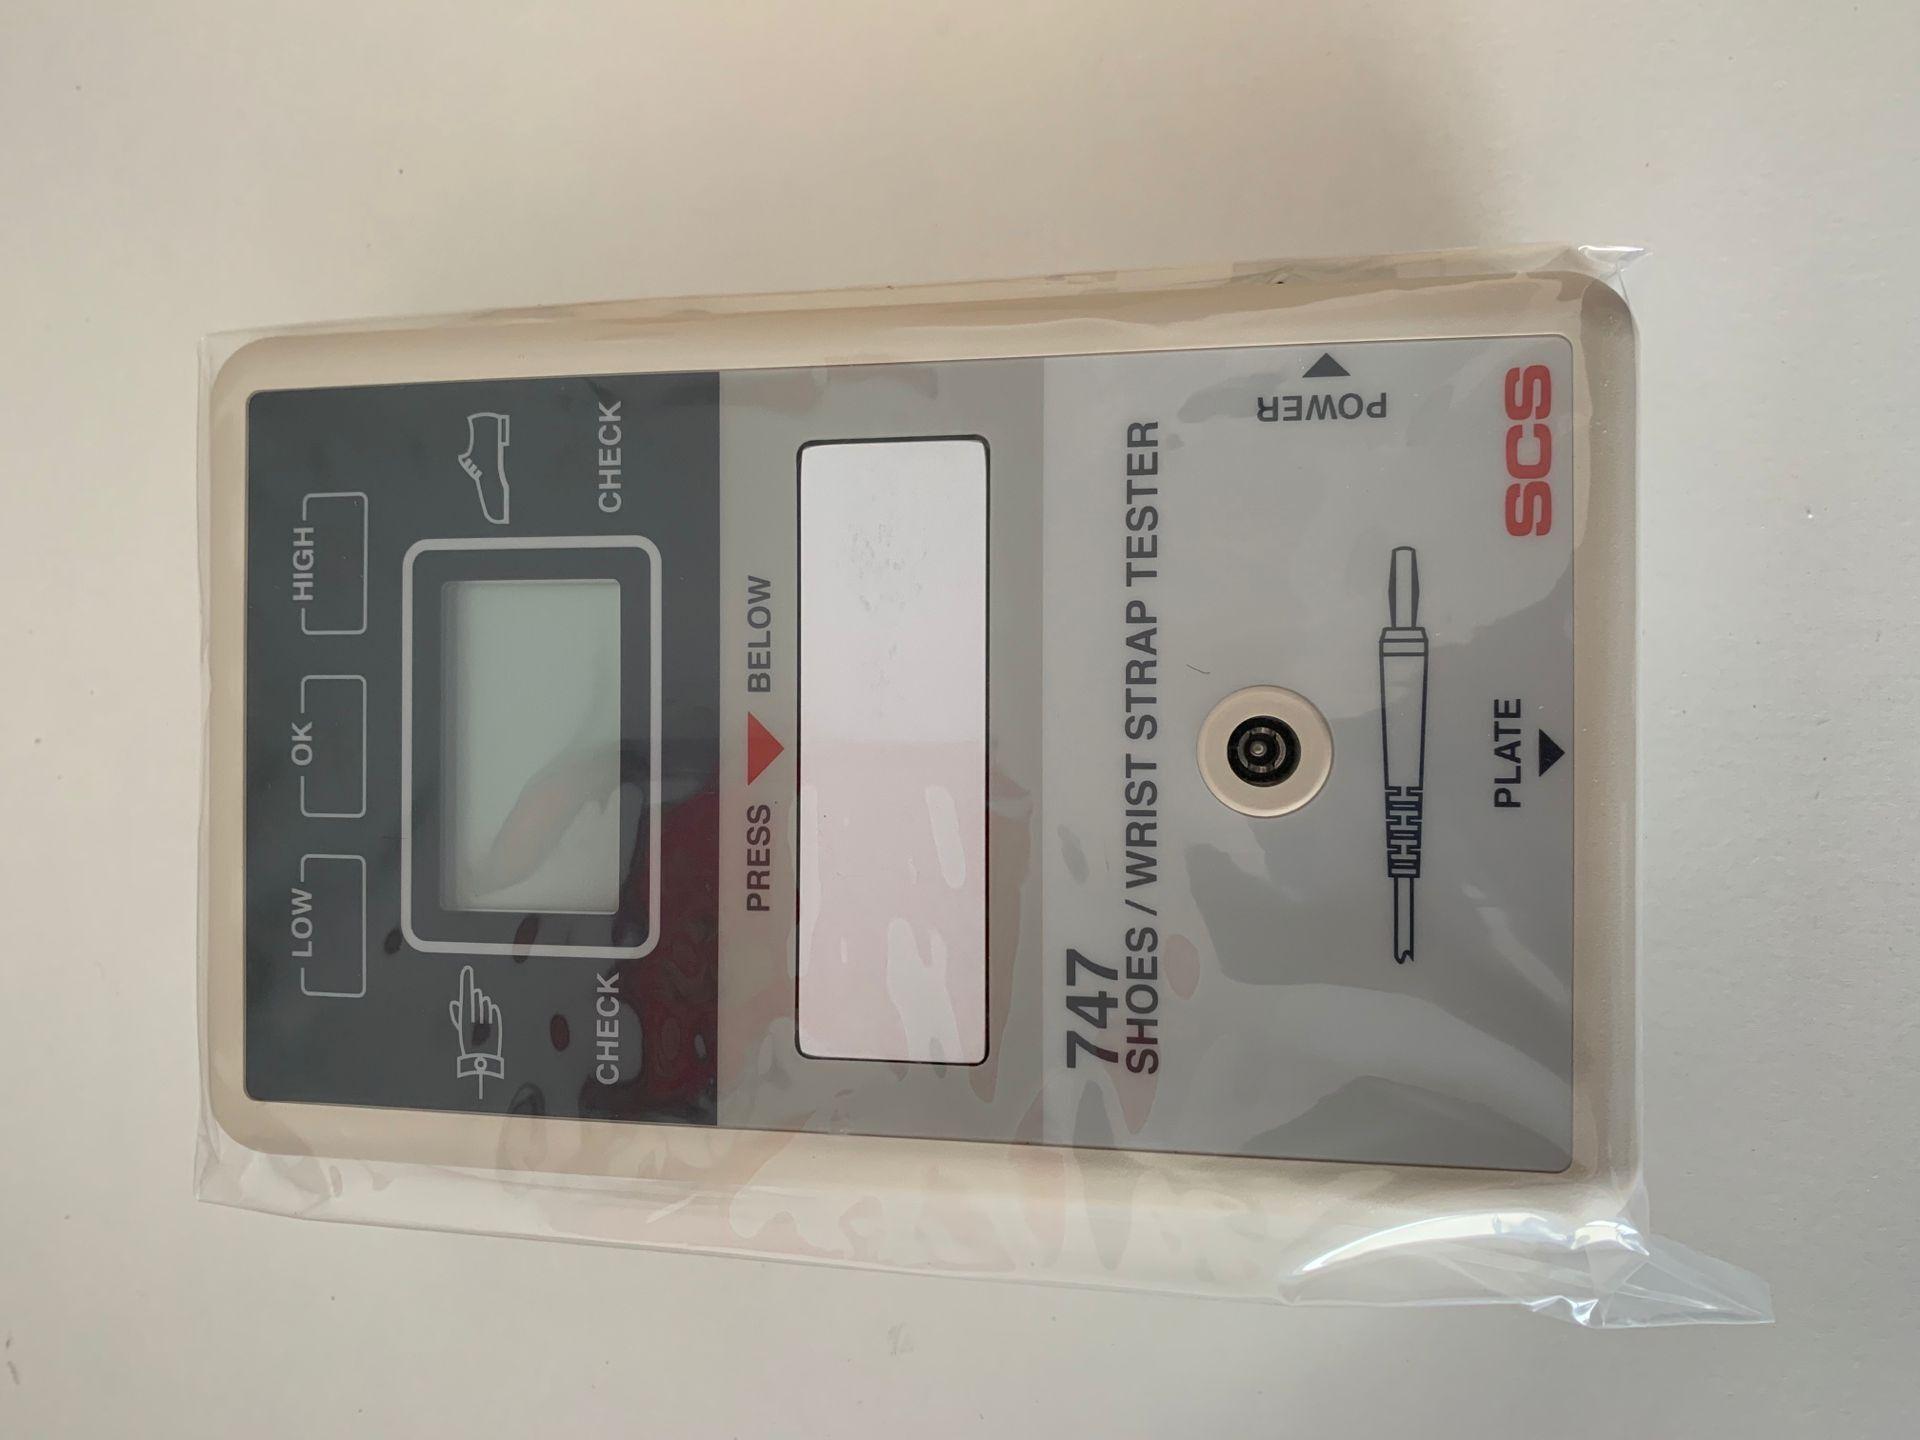 LOW OK HIGH
CHECK CHECK
PRESS BELOW
747
SHOES / WRIST STRAP TESTER
POWER
PLATE
SCS